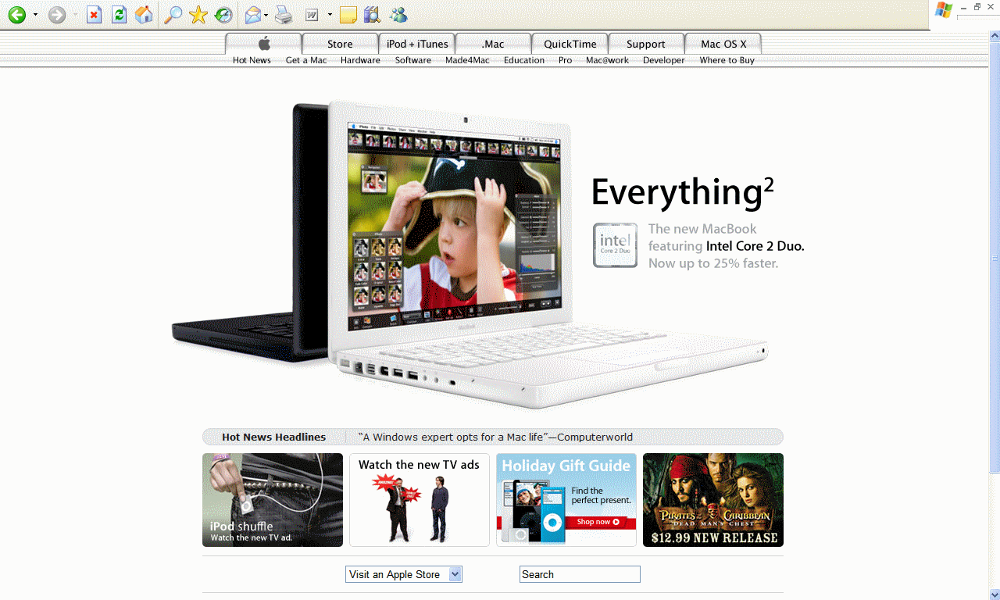 Store
iPod + iTunes
.Mac
QuickTime
Support
Mac OS X
Hot News
Get a Mac
Hardware
Software
Made4Mac
Education
Pro
Mac@work
Developer
Where to Buy
Everything²
intel
Core 2 Duo
The new MacBook
featuring Intel Core 2 Duo.
Now up to 25% faster.
Hot News Headlines
“A Windows expert opts for a Mac life”—Computerworld
iPod shuffle
Watch the new TV ad.
Watch the new TV ads
Holiday Gift Guide
Find the
perfect present.
Shop now
PIRATES of the CARIBBEAN
DEAD MAN'S CHEST
$12.99 NEW RELEASE
Visit an Apple Store
Search